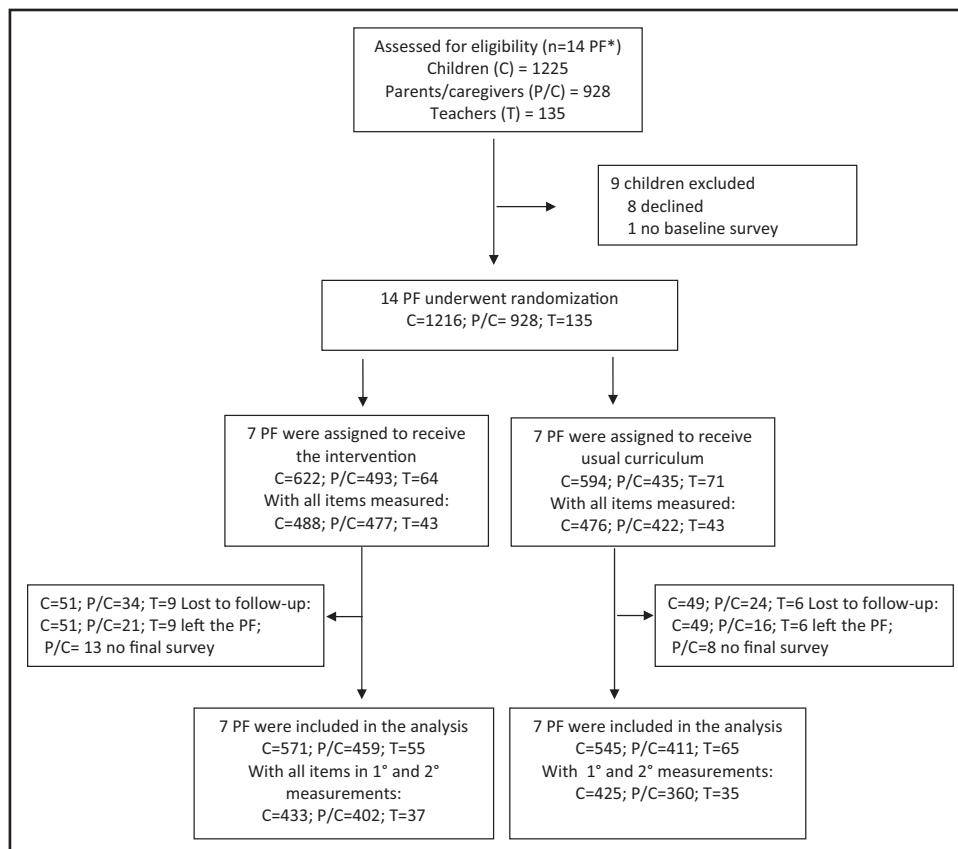 Assessed for eligibility (n=14 PF*)
Children (C) = 1225
Parents/caregivers (P/C) = 928
Teachers (T) = 135
9 children excluded
8 declined
1 no baseline survey
14 PF underwent randomization
C=1216; P/C= 928; T=135
7 PF were assigned to receive
the intervention
C=622; P/C=493; T=64
With all items measured:
C=488; P/C=477; T=43
7 PF were assigned to receive
usual curriculum
C=594; P/C=435; T=71
With all items measured:
C=476; P/C=422; T=43
C=51; P/C=34; T=9 Lost to follow-up:
C=51; P/C=21; T=9 left the PF;
P/C= 13 no final survey
C=49; P/C=24; T=6 Lost to follow-up:
C=49; P/C=16; T=6 left the PF;
P/C=8 no final survey
7 PF were included in the analysis
C=571; P/C=459; T=55
With all items in 1° and 2°
measurements:
C=433; P/C=402; T=37
7 PF were included in the analysis
C=545; P/C=411; T=65
With 1° and 2° measurements:
C=425; P/C=360; T=35